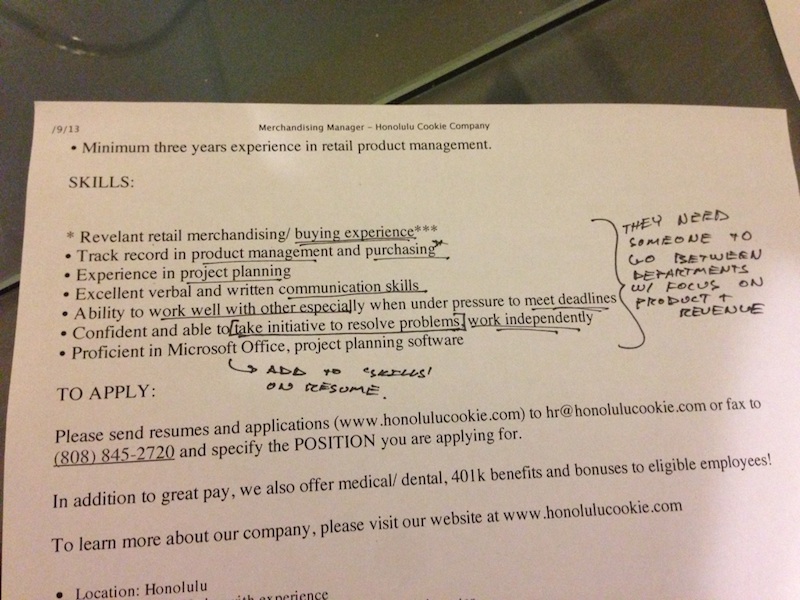 /9/13
Merchandising Manager – Honolulu Cookie Company
• Minimum three years experience in retail product management.
SKILLS:
* Revelant retail merchandising/ buying experience***
• Track record in product management and purchasing*
• Experience in project planning
• Excellent verbal and written communication skills
• Ability to work well with other especially when under pressure to meet deadlines
• Confident and able to [take initiative to resolve problems,] work independently
• Proficient in Microsoft Office, project planning software
THEY NEED
SOMEONE TO
GO BETWEEN
DEPARTMENTS
W/ FOCUS ON
PRODUCT +
REVENUE
ADD TO "SKILLS"
ON RESUME.
TO APPLY:
Please send resumes and applications (www.honolulucookie.com) to hr@honolulucookie.com or fax to
(808) 845-2720 and specify the POSITION you are applying for.
In addition to great pay, we also offer medical/ dental, 401k benefits and bonuses to eligible employees!
To learn more about our company, please visit our website at www.honolulucookie.com
• Location: Honolulu
with experience